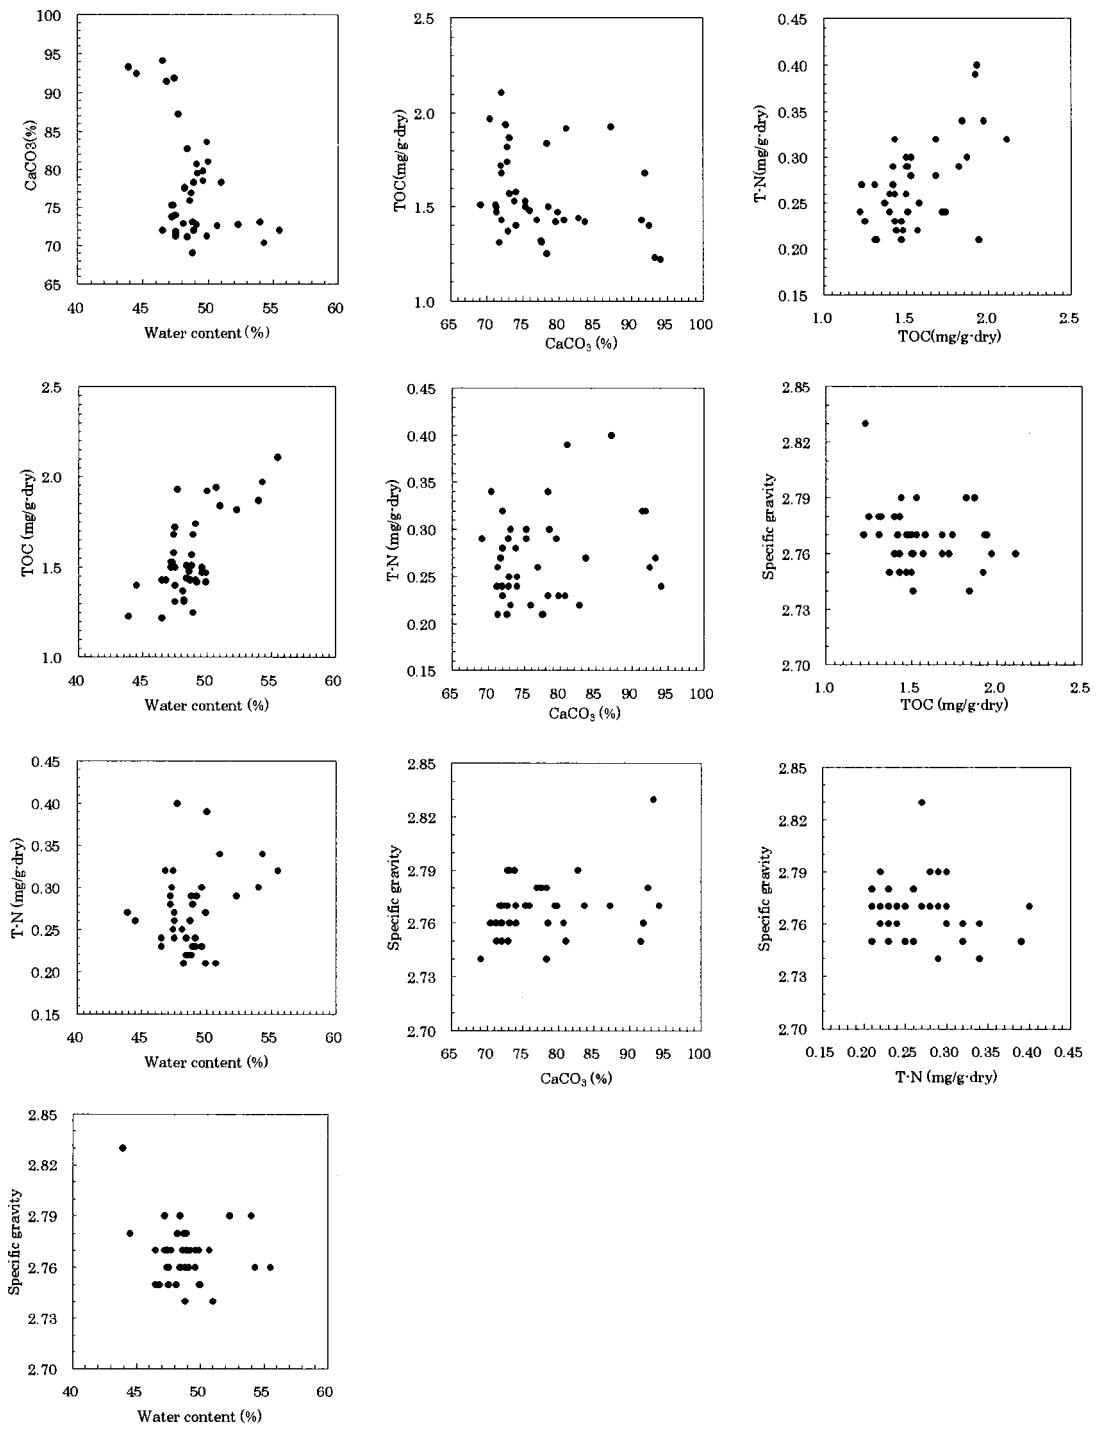 100
95
90
85
80
75
70
65
CaCO3(%)
40 45 50 55 60
Water content (%)
2.5
2.0
1.5
1.0
TOC(mg/g·dry)
65 70 75 80 85 90 95 100
CaCO₃ (%)
0.45
0.40
0.35
0.30
0.25
0.20
0.15
T·N(mg/g·dry)
1.0 1.5 2.0 2.5
TOC(mg/g·dry)
2.5
2.0
1.5
1.0
TOC (mg/g·dry)
40 45 50 55 60
Water content (%)
0.45
0.40
0.35
0.30
0.25
0.20
0.15
T·N (mg/g·dry)
65 70 75 80 85 90 95 100
CaCO₃ (%)
2.85
2.82
2.79
2.76
2.73
2.70
Specific gravity
1.0 1.5 2.0 2.5
TOC (mg/g·dry)
0.45
0.40
0.35
0.30
0.25
0.20
0.15
T·N (mg/g·dry)
40 45 50 55 60
Water content (%)
2.85
2.82
2.79
2.76
2.73
2.70
Specific gravity
65 70 75 80 85 90 95 100
CaCO₃ (%)
2.85
2.82
2.79
2.76
2.73
2.70
Specific gravity
0.15 0.20 0.25 0.30 0.35 0.40 0.45
T·N (mg/g·dry)
2.85
2.82
2.79
2.76
2.73
2.70
Specific gravity
40 45 50 55 60
Water content (%)